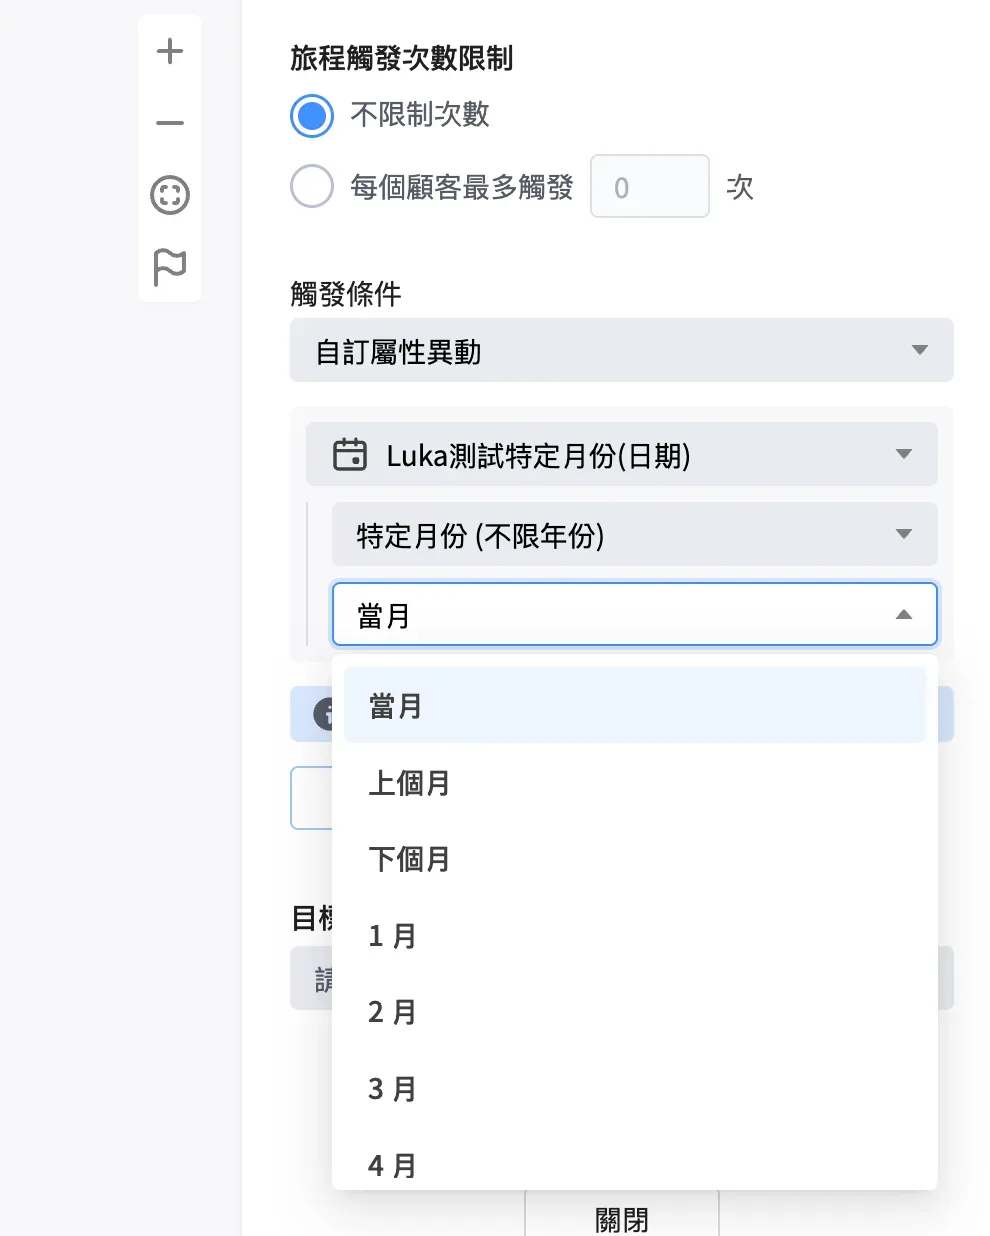 旅程觸發次數限制
不限制次數
每個顧客最多觸發 0 次
觸發條件
自訂屬性異動
Luka測試特定月份(日期)
特定月份 (不限年份)
當月
當月
上個月
下個月
1 月
2 月
3 月
4 月
目
請
關閉